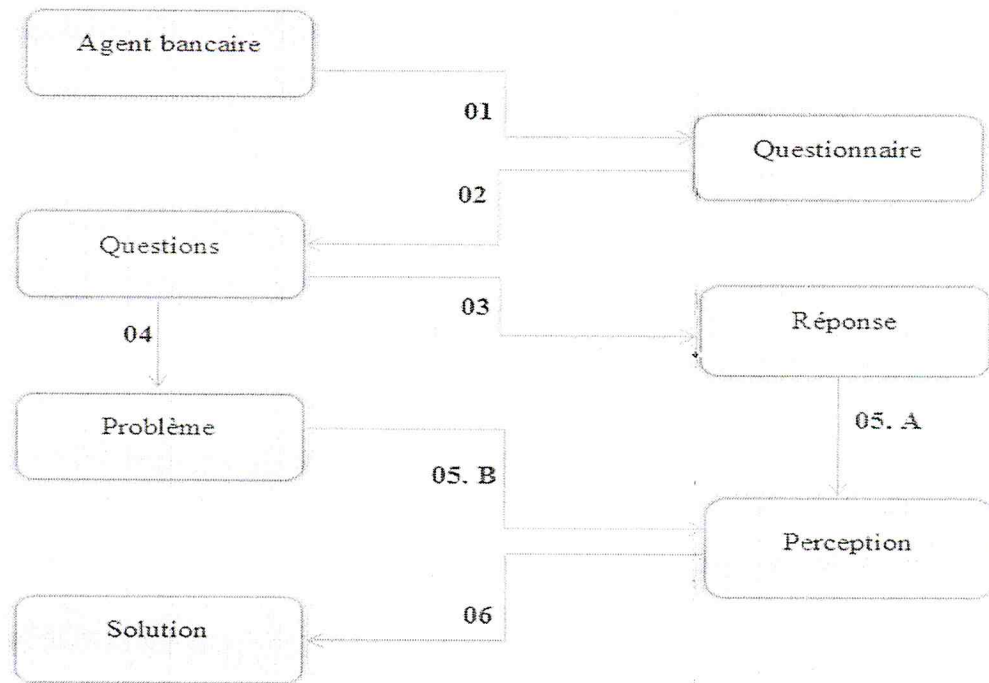 Agent bancaire
01
Questionnaire
02
Questions
03
Réponse
04
Problème
05. A
05. B
Perception
06
Solution